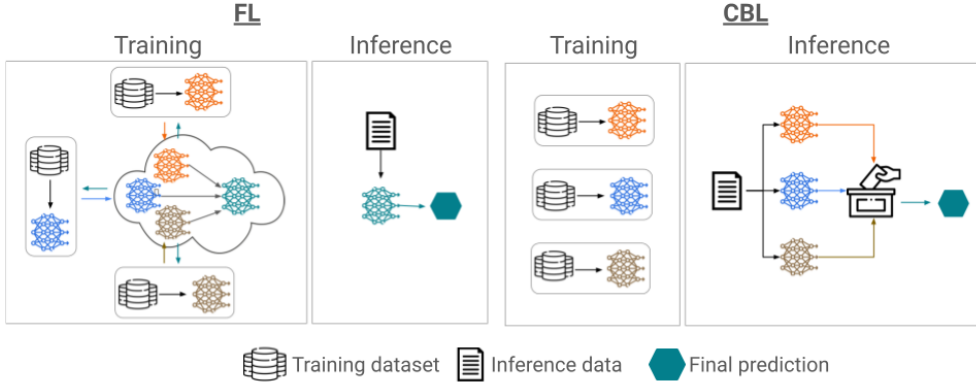 FL
CBL
Training
Inference
Training
Inference
Training dataset
Inference data
Final prediction